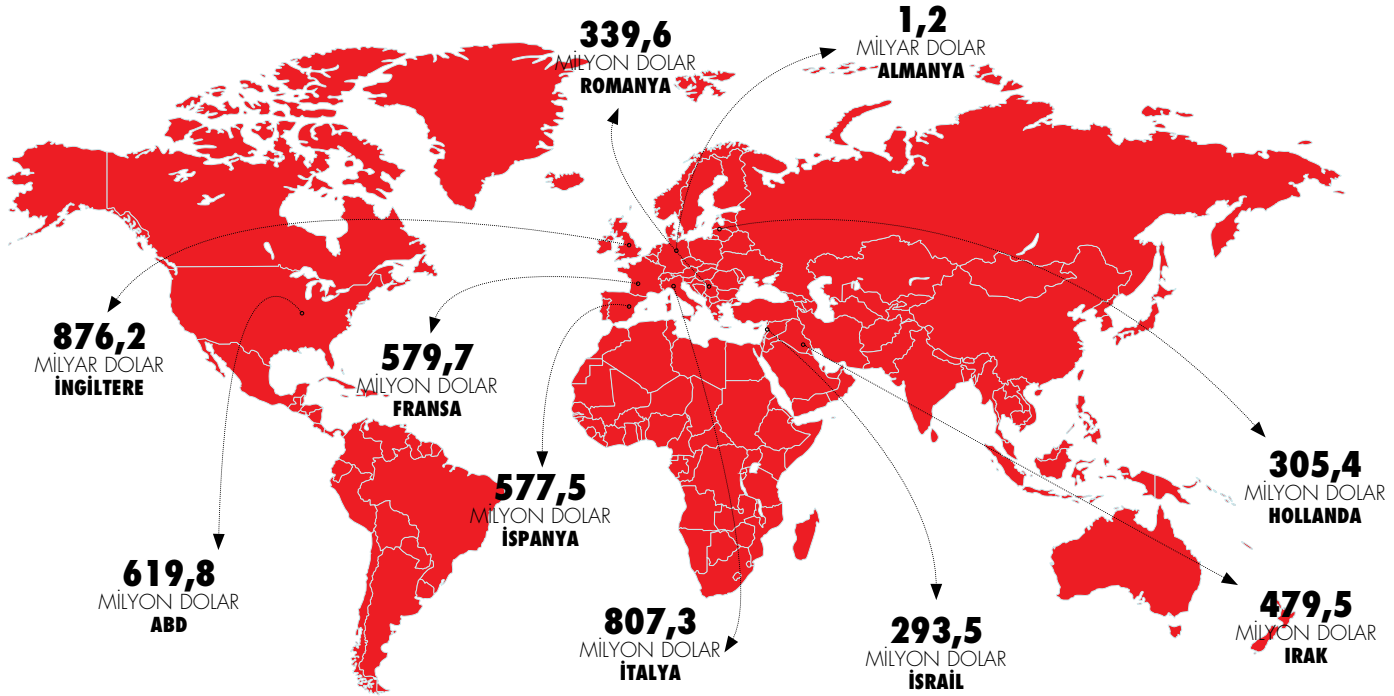 339,6
MİLYON DOLAR
ROMANYA
1,2
MİLYAR DOLAR
ALMANYA
876,2
MİLYAR DOLAR
İNGİLTERE
579,7
MİLYON DOLAR
FRANSA
577,5
MİLYON DOLAR
İSPANYA
305,4
MİLYON DOLAR
HOLLANDA
619,8
MİLYON DOLAR
ABD
807,3
MİLYON DOLAR
İTALYA
293,5
MİLYON DOLAR
İSRAİL
479,5
MİLYON DOLAR
IRAK